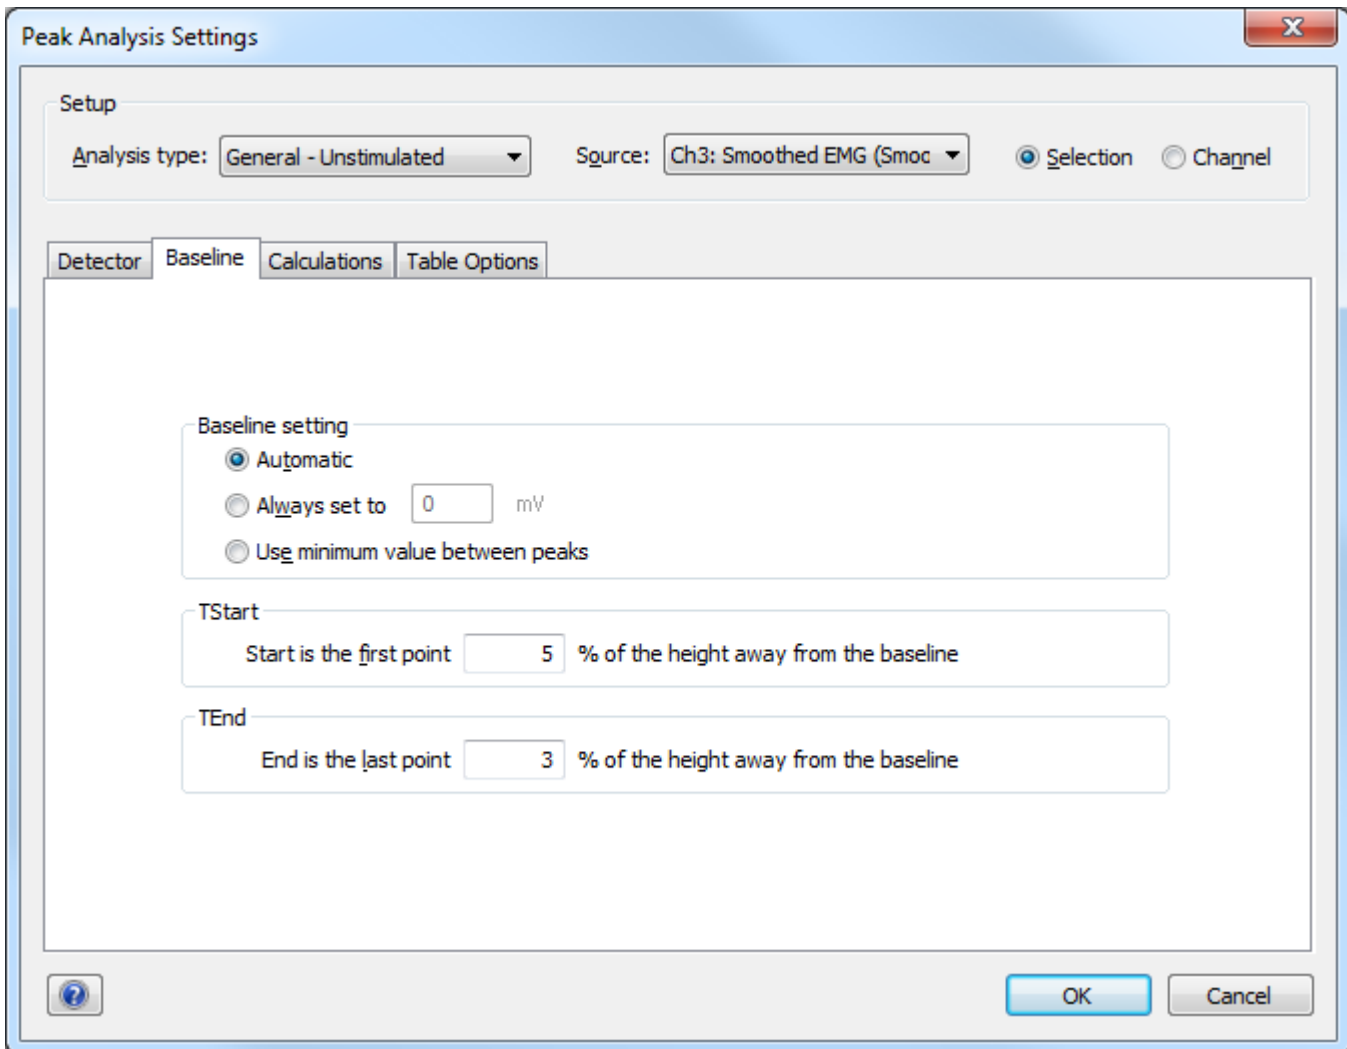 Peak Analysis Settings
Setup
Analysis type: General - Unstimulated Source: Ch3: Smoothed EMG (Smoc Selection Channel
Detector Baseline Calculations Table Options
Baseline setting
Automatic
Always set to 0 mV
Use minimum value between peaks
TStart
Start is the first point 5 % of the height away from the baseline
TEnd
End is the last point 3 % of the height away from the baseline
OK Cancel